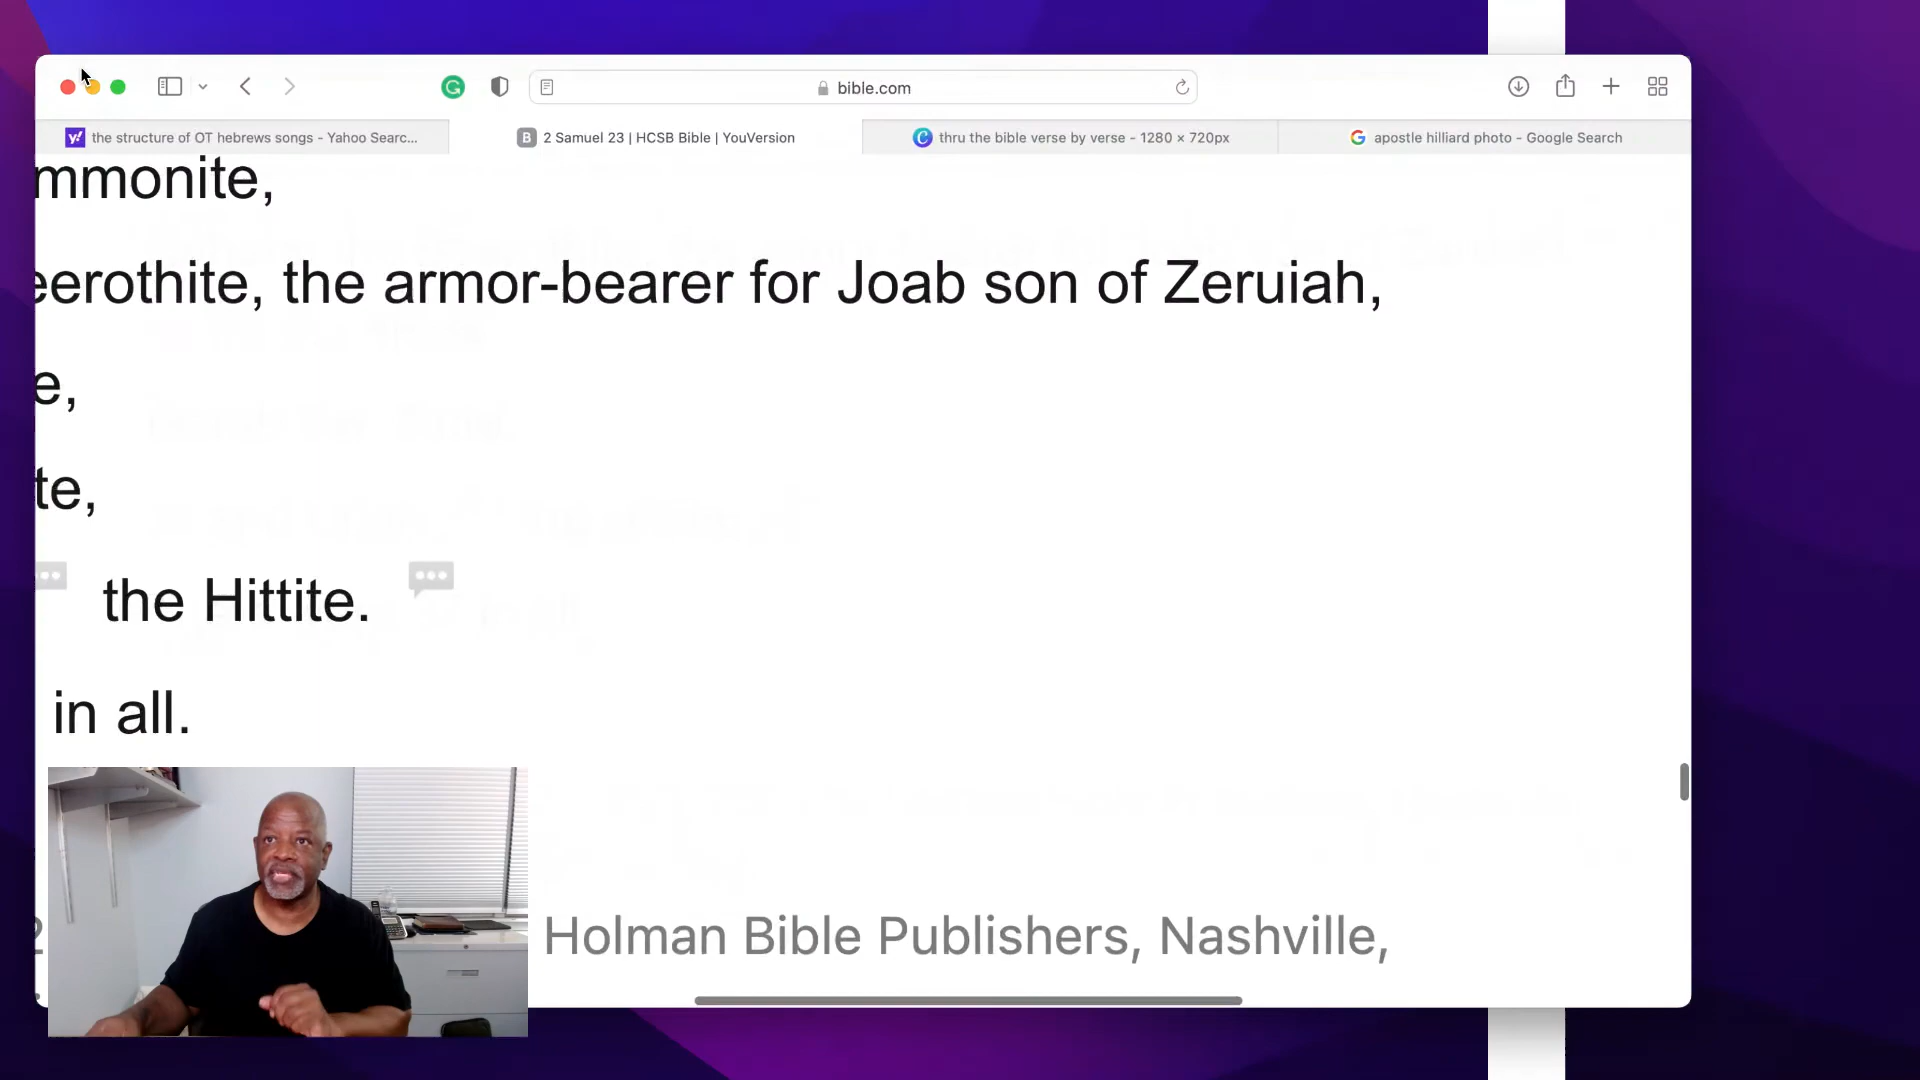 bible.com
the structure of OT hebrews songs - Yahoo Searc...
2 Samuel 23 | HCSB Bible | YouVersion
thru the bible verse by verse - 1280 × 720px
apostle hilliard photo - Google Search
mmonite,
eerothite, the armor-bearer for Joab son of Zeruiah,
e,
te,
the Hittite.
in all.
Holman Bible Publishers, Nashville,